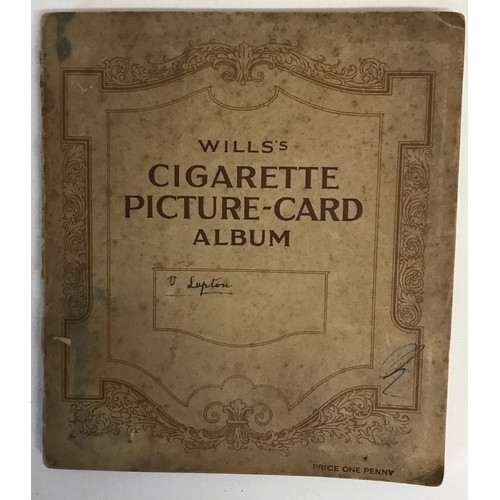 WILLS'S
CIGARETTE
PICTURE-CARD
ALBUM
Lupton
PRICE ONE PENNY